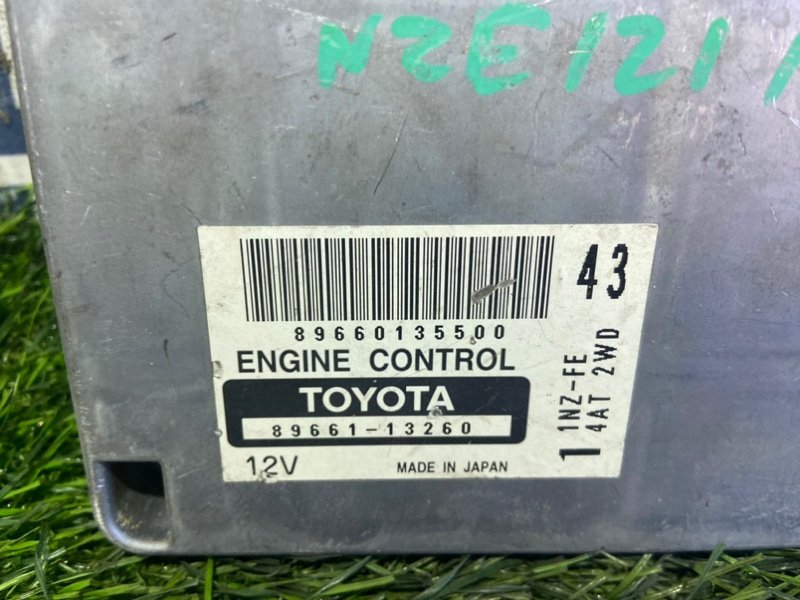 NZE121
43
89660135500
ENGINE CONTROL
TOYOTA
89661-13260
12V
MADE IN JAPAN
1
1NZ-FE
4AT 2WD